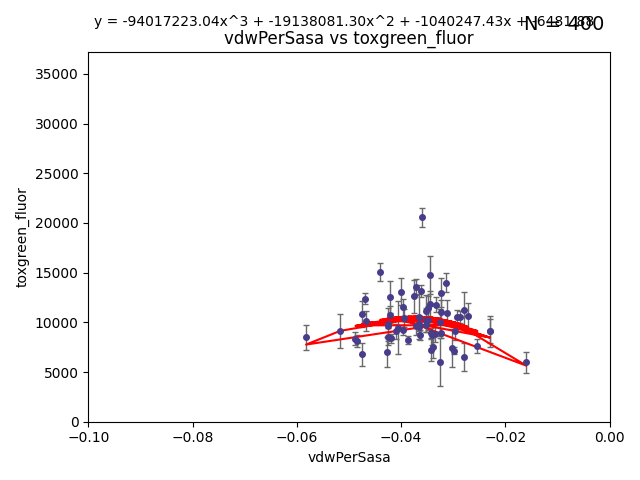 y = -94017223.04x^3 + -19138081.30x^2 + -1040247.43x +
N = 400
vdwPerSasa vs toxgreen_fluor
35000
30000
25000
20000
15000
10000
5000
0
toxgreen_fluor
−0.10
−0.08
−0.06
−0.04
−0.02
0.00
vdwPerSasa